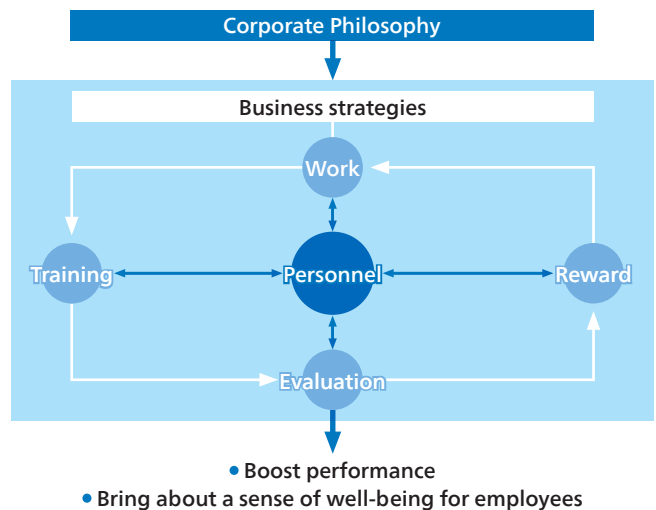 Corporate Philosophy
Business strategies
Work
Training
Personnel
Reward
Evaluation
• Boost performance
• Bring about a sense of well-being for employees